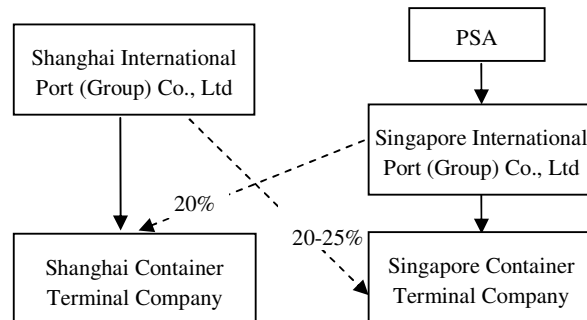 Shanghai International
Port (Group) Co., Ltd
PSA
Singapore International
Port (Group) Co., Ltd
20%
20-25%
Shanghai Container
Terminal Company
Singapore Container
Terminal Company